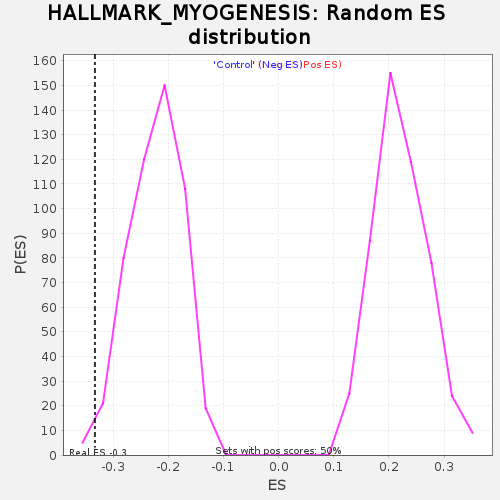 HALLMARK_MYOGENESIS: Random ES
distribution
'Control' (Neg ES) Pos ES)
160
150
140
130
120
110
100
90
80
70
60
50
40
30
20
10
0
P(ES)
Real ES -0.3
Sets with pos scores: 50%
-0.3 -0.2 -0.1 0.0 0.1 0.2 0.3
ES